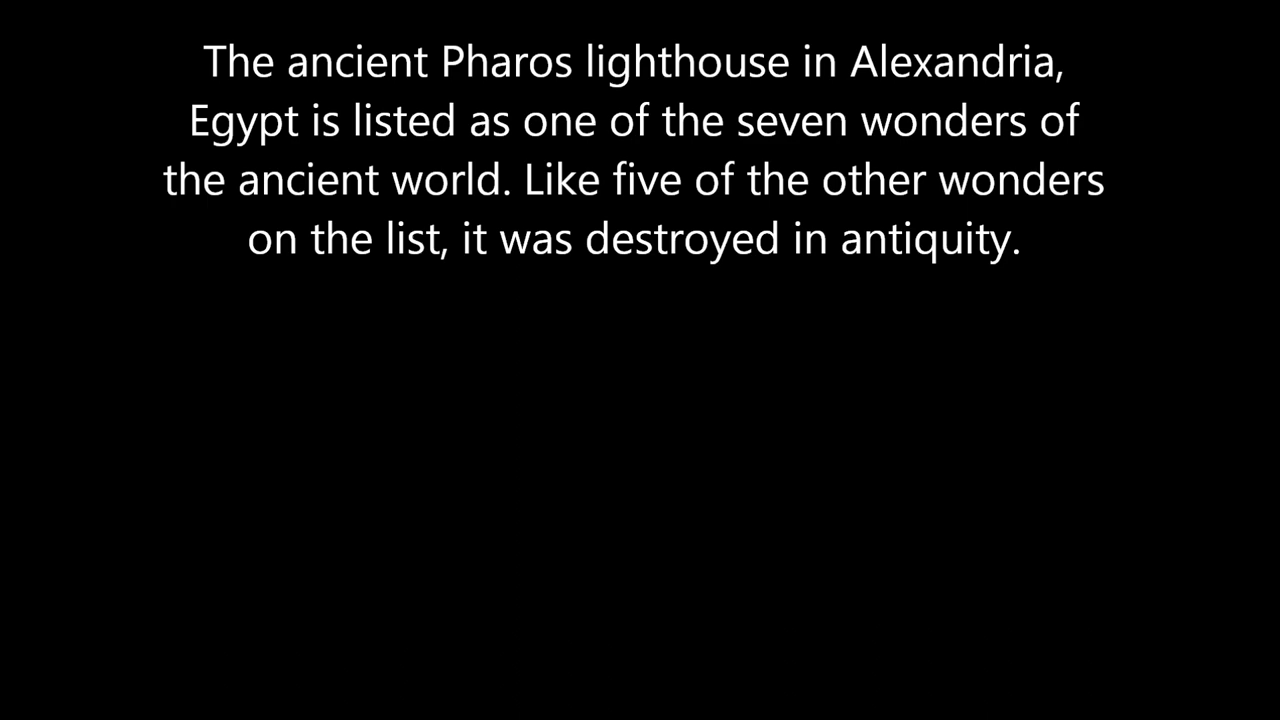 The ancient Pharos lighthouse in Alexandria,
Egypt is listed as one of the seven wonders of
the ancient world. Like five of the other wonders
on the list, it was destroyed in antiquity.